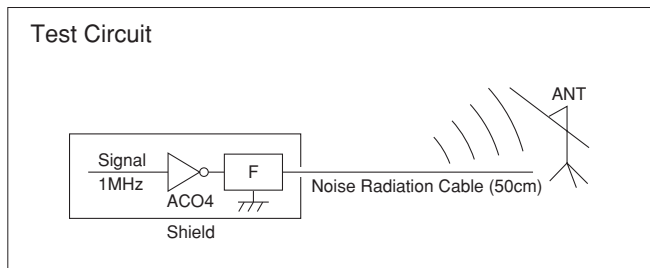 Test Circuit
ANT
Signal
1MHz
F
ACO4
Noise Radiation Cable (50cm)
Shield